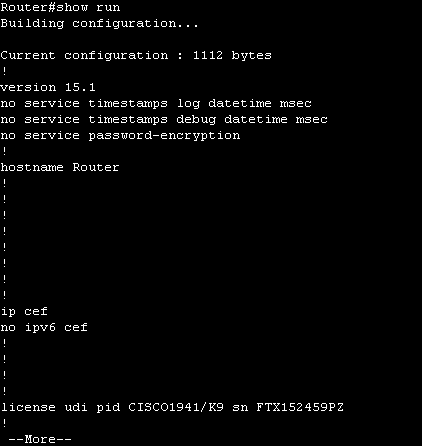 Router#show run
Building configuration...
Current configuration : 1112 bytes
!
version 15.1
no service timestamps log datetime msec
no service timestamps debug datetime msec
no service password-encryption
!
hostname Router
!
!
!
!
!
!
!
!
ip cef
no ipv6 cef
!
!
!
!
license udi pid CISCO1941/K9 sn FTX152459PZ
!
--More--